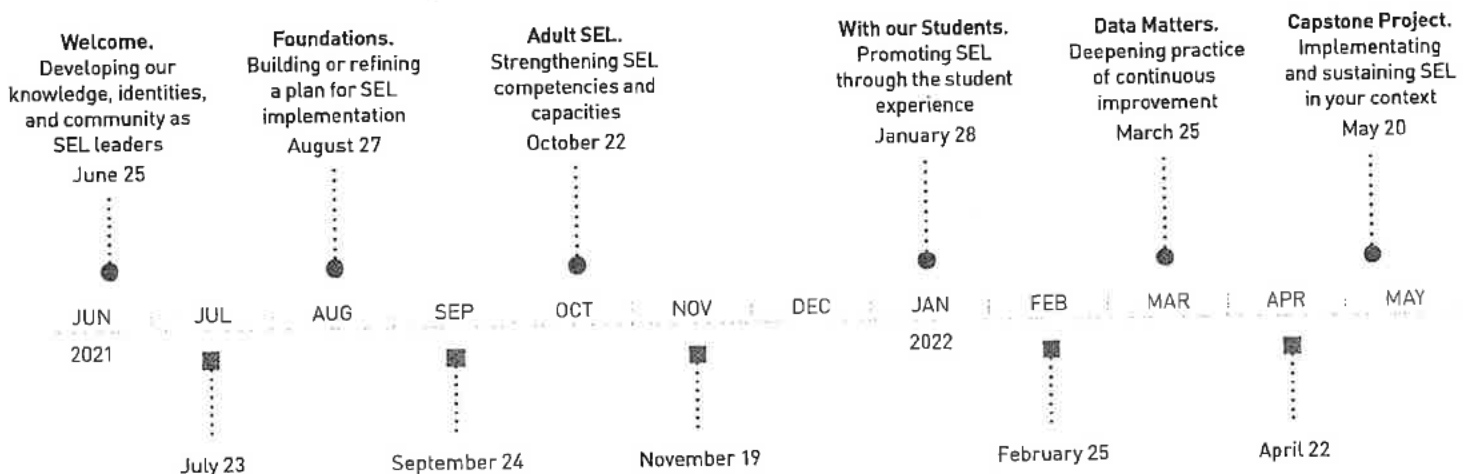 Welcome.
Developing our
knowledge, identities,
and community as
SEL leaders
June 25
Foundations.
Building or refining
a plan for SEL
implementation
August 27
Adult SEL.
Strengthening SEL
competencies and
capacities
October 22
With our Students.
Promoting SEL
through the student
experience
January 28
Data Matters.
Deepening practice
of continuous
improvement
March 25
Capstone Project.
Implementating
and sustaining SEL
in your context
May 20
JUN JUL AUG SEP OCT NOV DEC JAN FEB MAR APR MAY
2021 2022
July 23
September 24
November 19
February 25
April 22